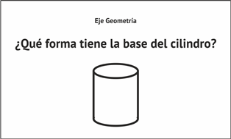 Eje Geometría
¿Qué forma tiene la base del cilindro?